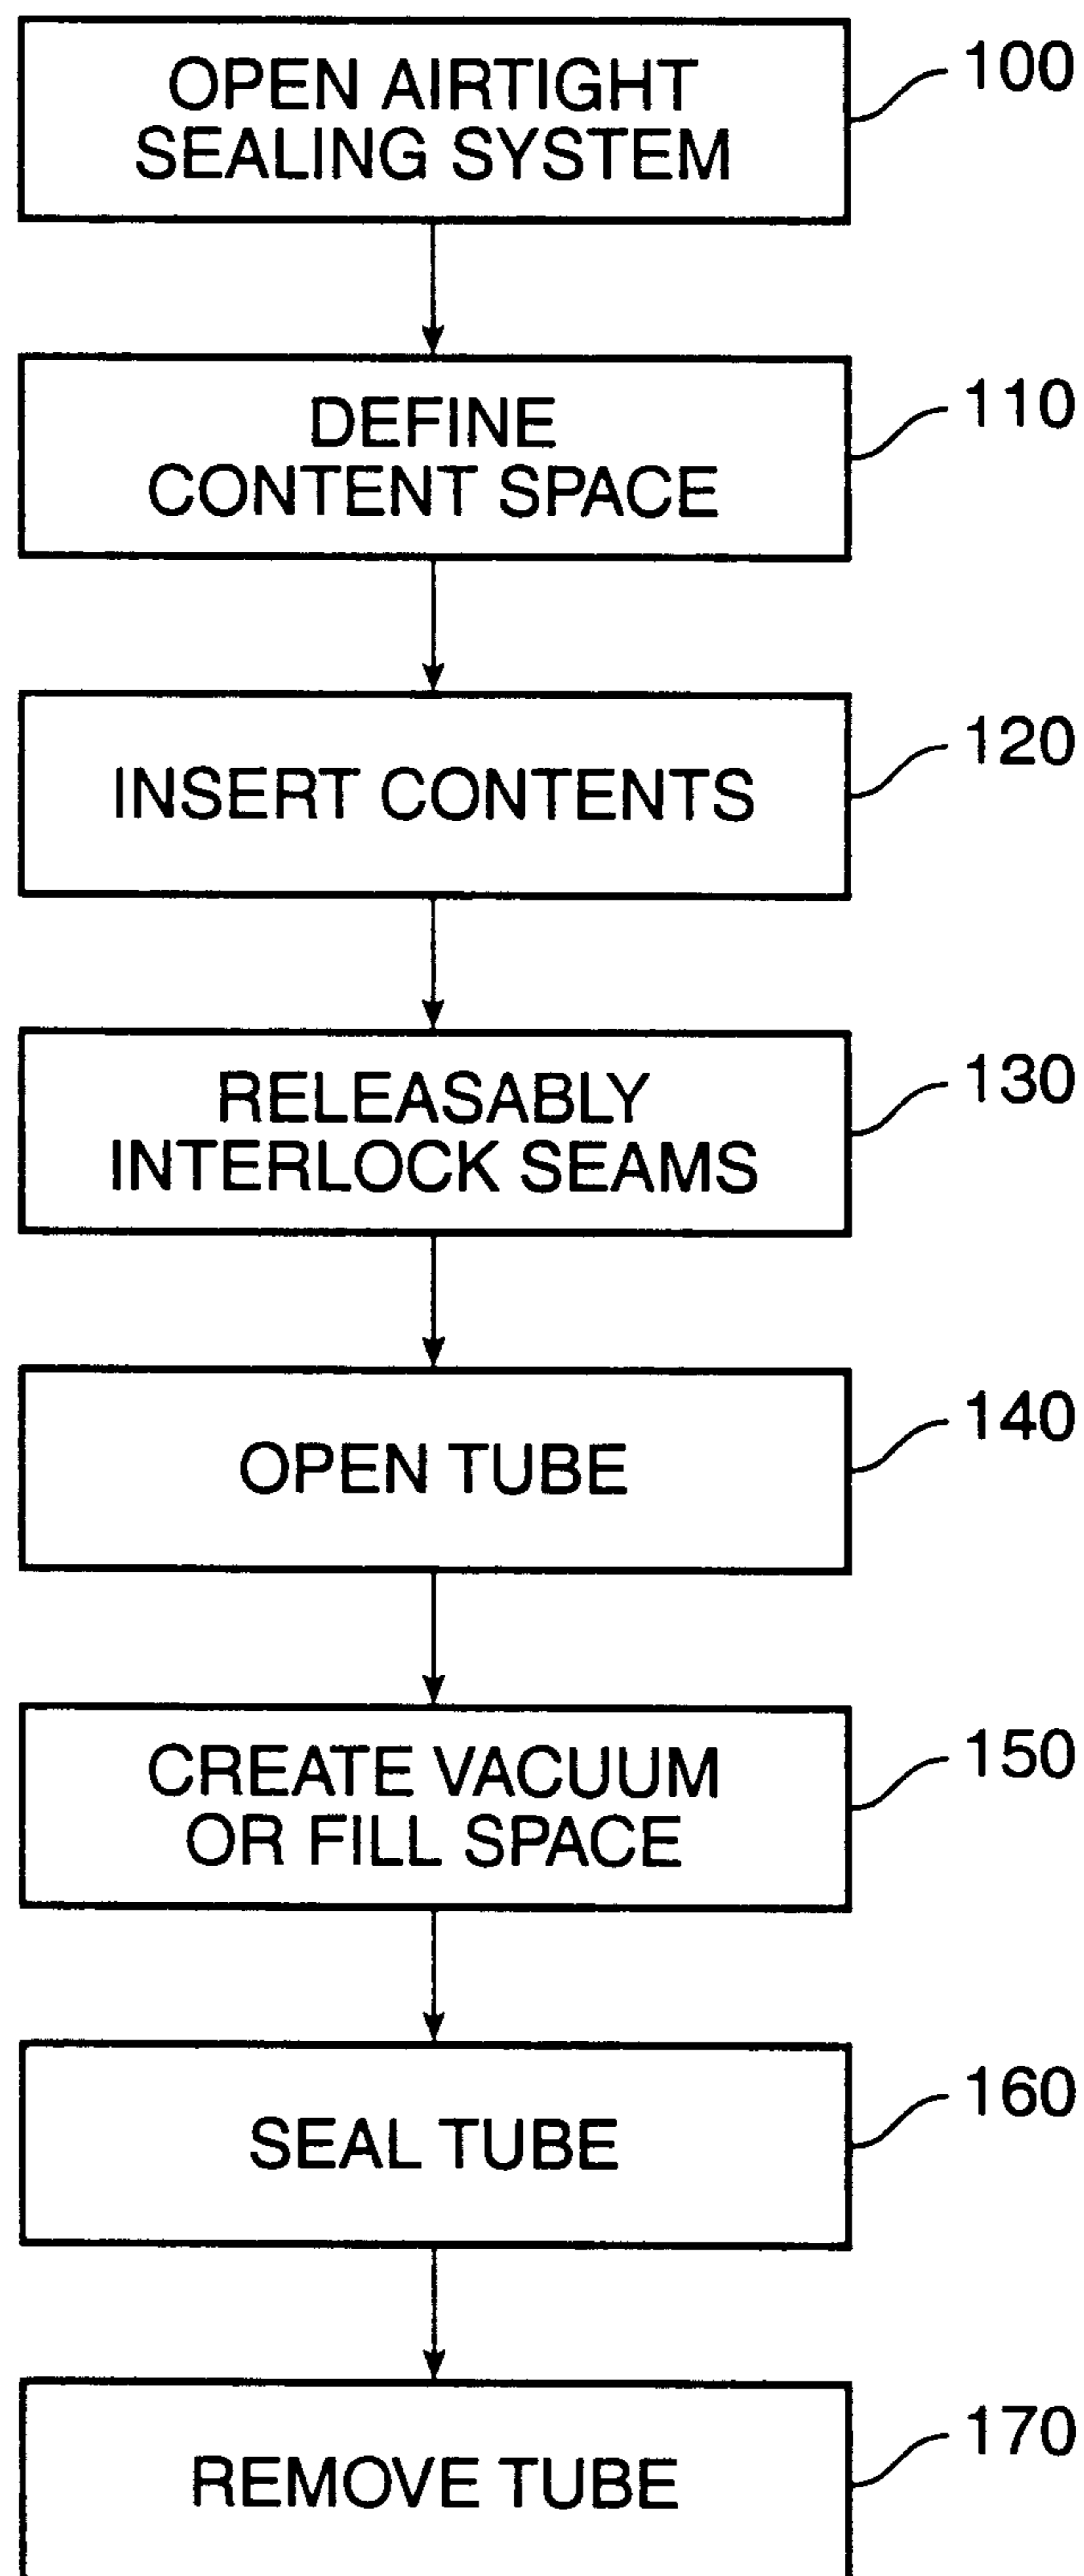 OPEN AIRTIGHT
SEALING SYSTEM
100
DEFINE
CONTENT SPACE
110
INSERT CONTENTS
120
RELEASABLY
INTERLOCK SEAMS
130
OPEN TUBE
140
CREATE VACUUM
OR FILL SPACE
150
SEAL TUBE
160
REMOVE TUBE
170